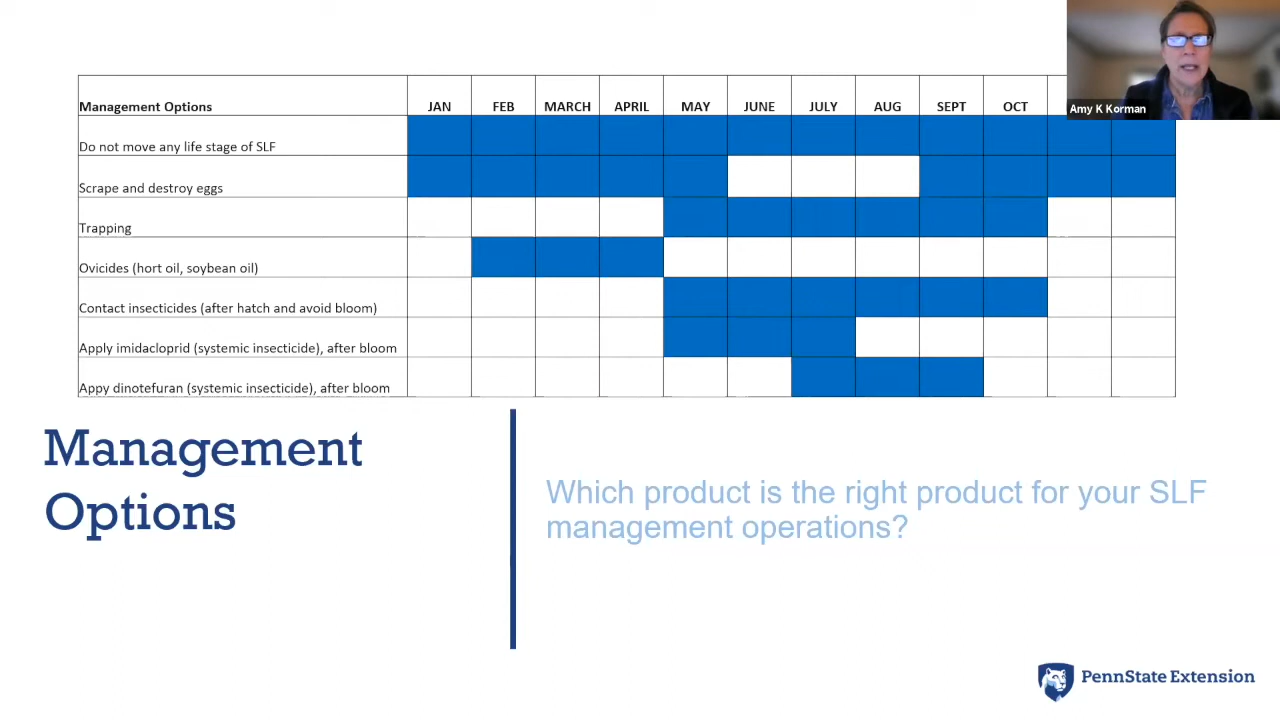 Management Options JAN FEB MARCH APRIL MAY JUNE JULY AUG SEPT OCT
Amy K Korman
Do not move any life stage of SLF
Scrape and destroy eggs
Trapping
Ovicides (hort oil, soybean oil)
Contact insecticides (after hatch and avoid bloom)
Apply imidacloprid (systemic insecticide), after bloom
Appy dinotefuran (systemic insecticide), after bloom
Management
Options
Which product is the right product for your SLF
management operations?
PennState Extension